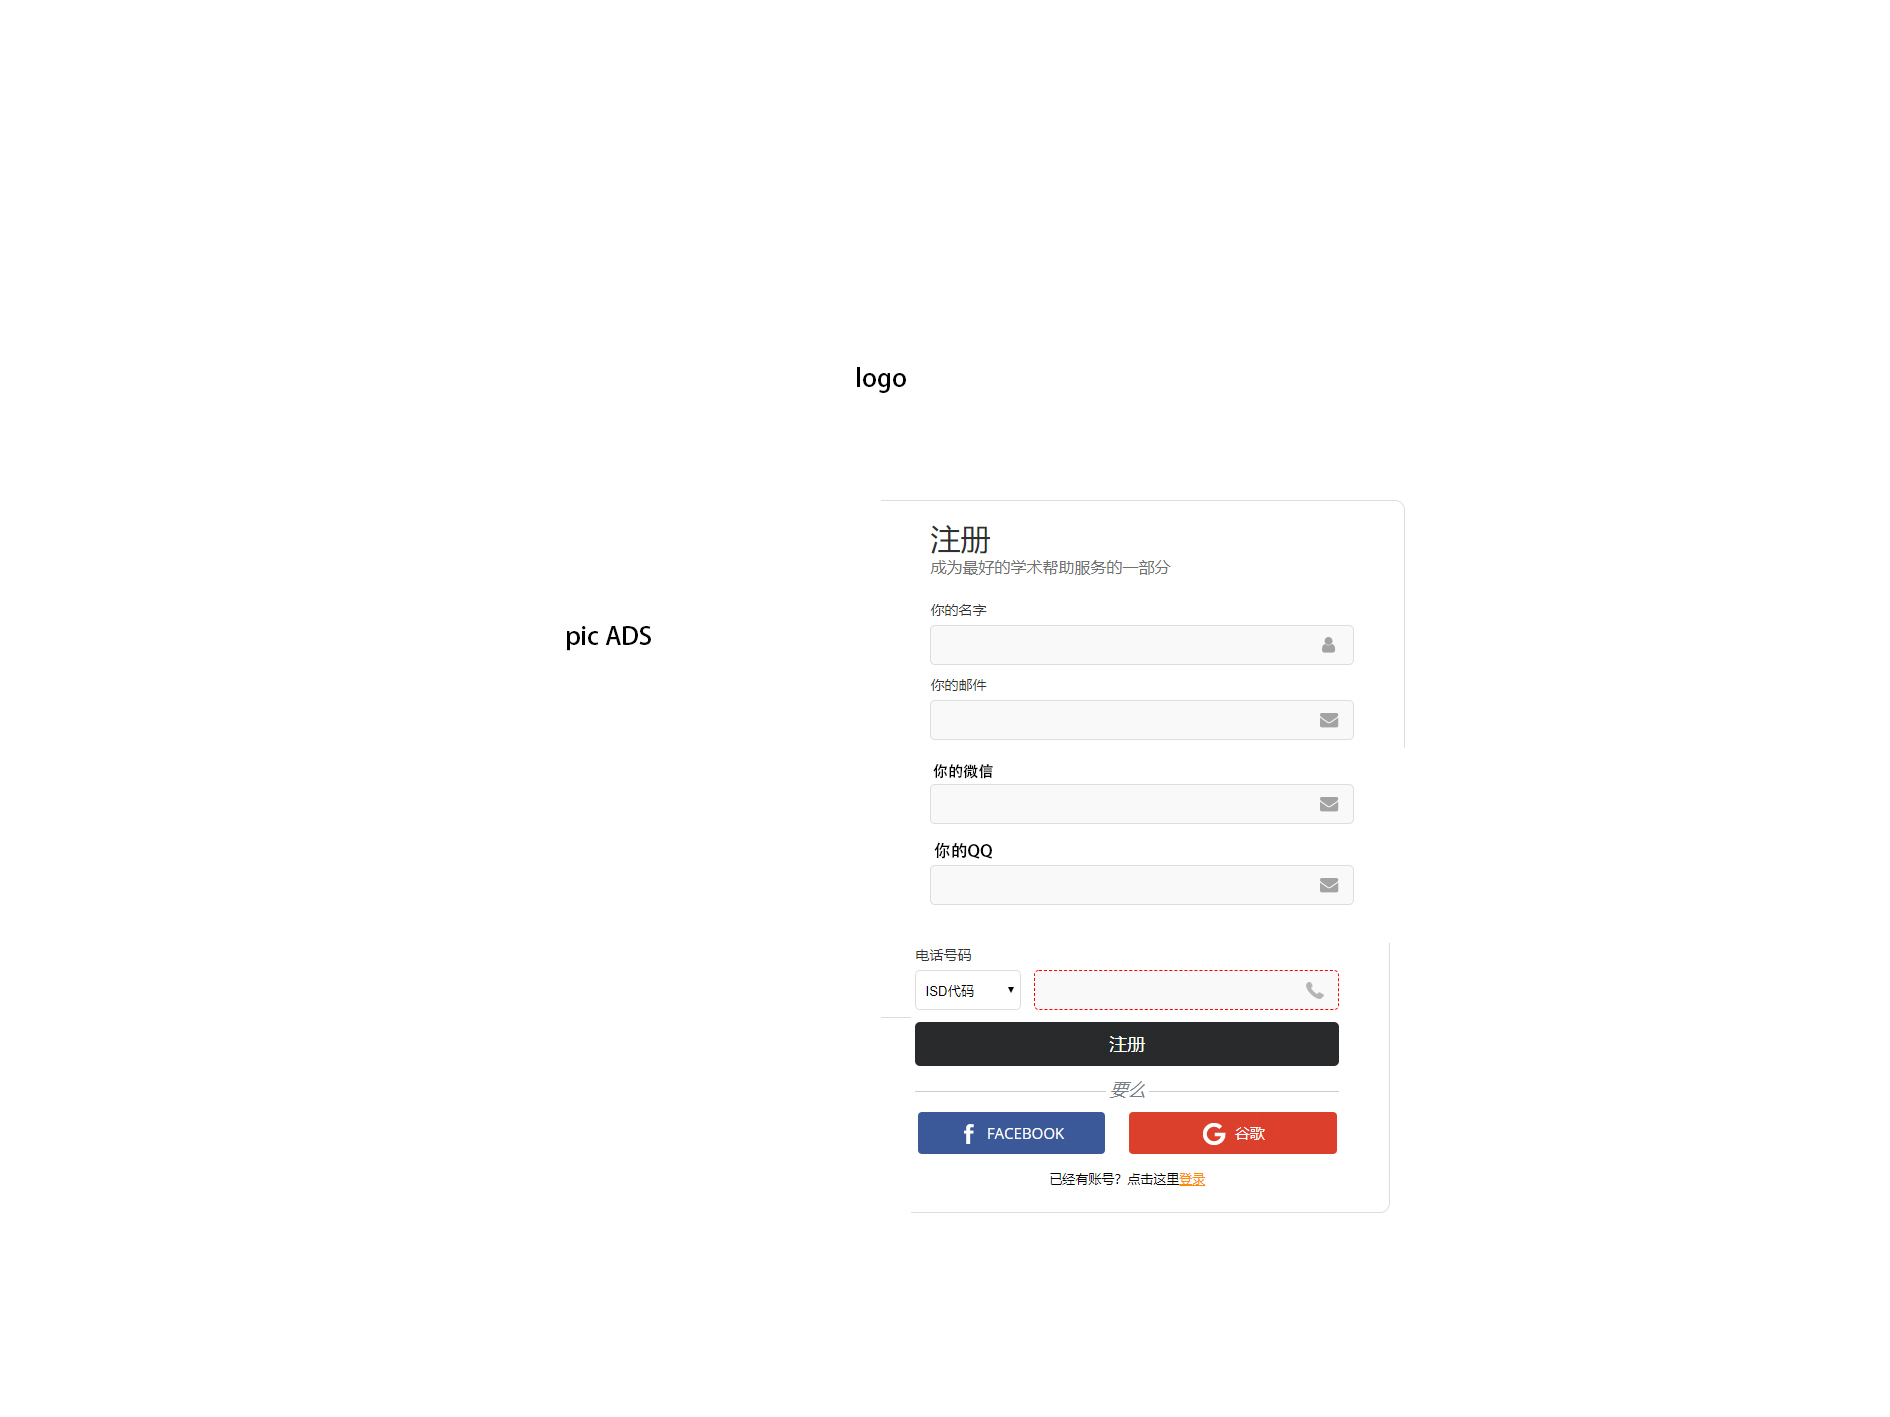 logo
pic ADS
注册
成为最好的学术帮助服务的一部分
你的名字
你的邮件
你的微信
你的QQ
电话号码
ISD代码
注册
要么
FACEBOOK
谷歌
已经有账号？点击这里登录